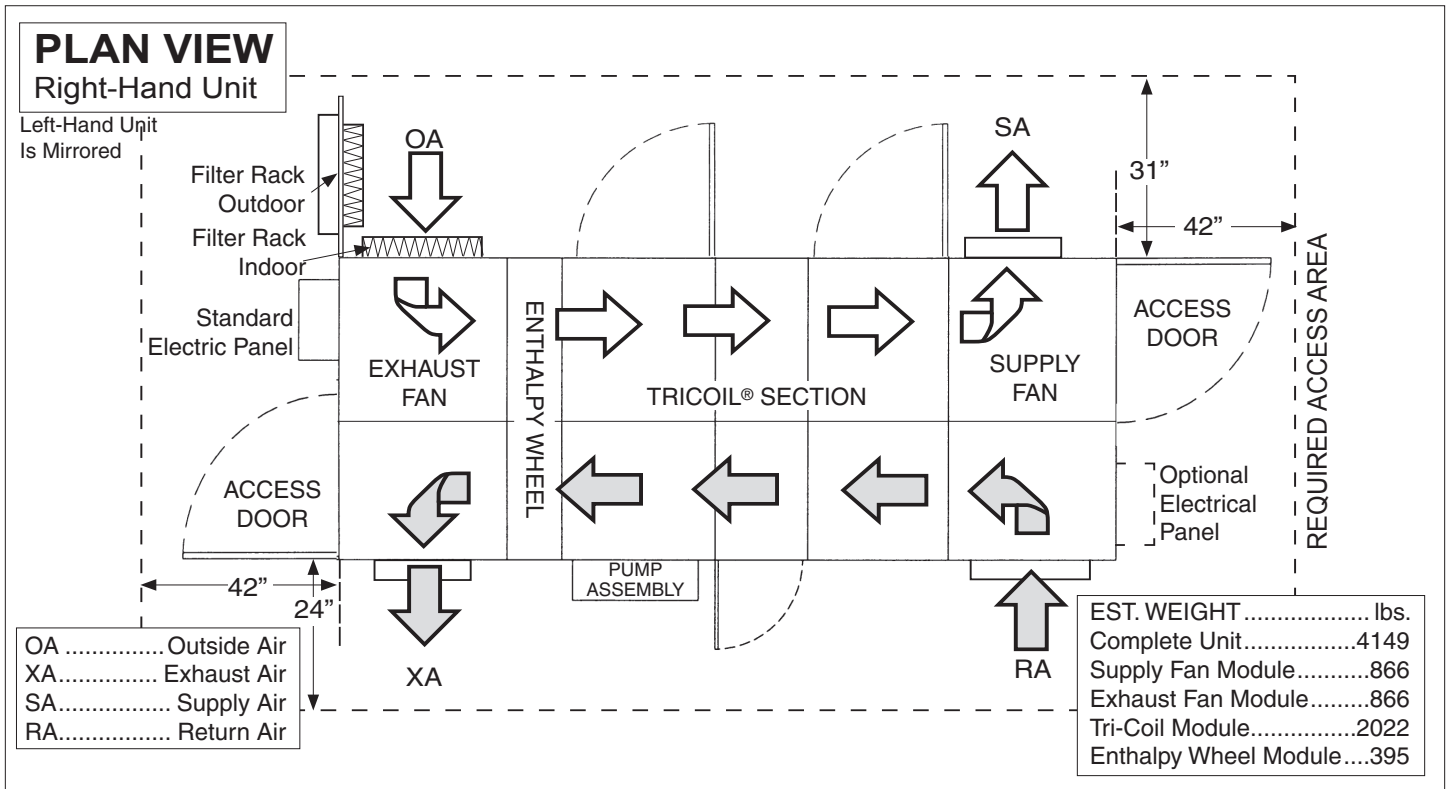 PLAN VIEW
Right-Hand Unit
Left-Hand Unit
Is Mirrored
Filter Rack
Outdoor
Filter Rack
Indoor
Standard
Electric Panel
OA
SA
31”
42”
REQUIRED ACCESS AREA
EXHAUST
FAN
ENTHALPY WHEEL
TRICOIL® SECTION
SUPPLY
FAN
ACCESS
DOOR
ACCESS
DOOR
Optional
Electrical
Panel
42”
24”
PUMP
ASSEMBLY
XA
RA
OA ............... Outside Air
XA............... Exhaust Air
SA................. Supply Air
RA................. Return Air
EST. WEIGHT ................... lbs.
Complete Unit.................4149
Supply Fan Module...........866
Exhaust Fan Module.........866
Tri-Coil Module................2022
Enthalpy Wheel Module....395